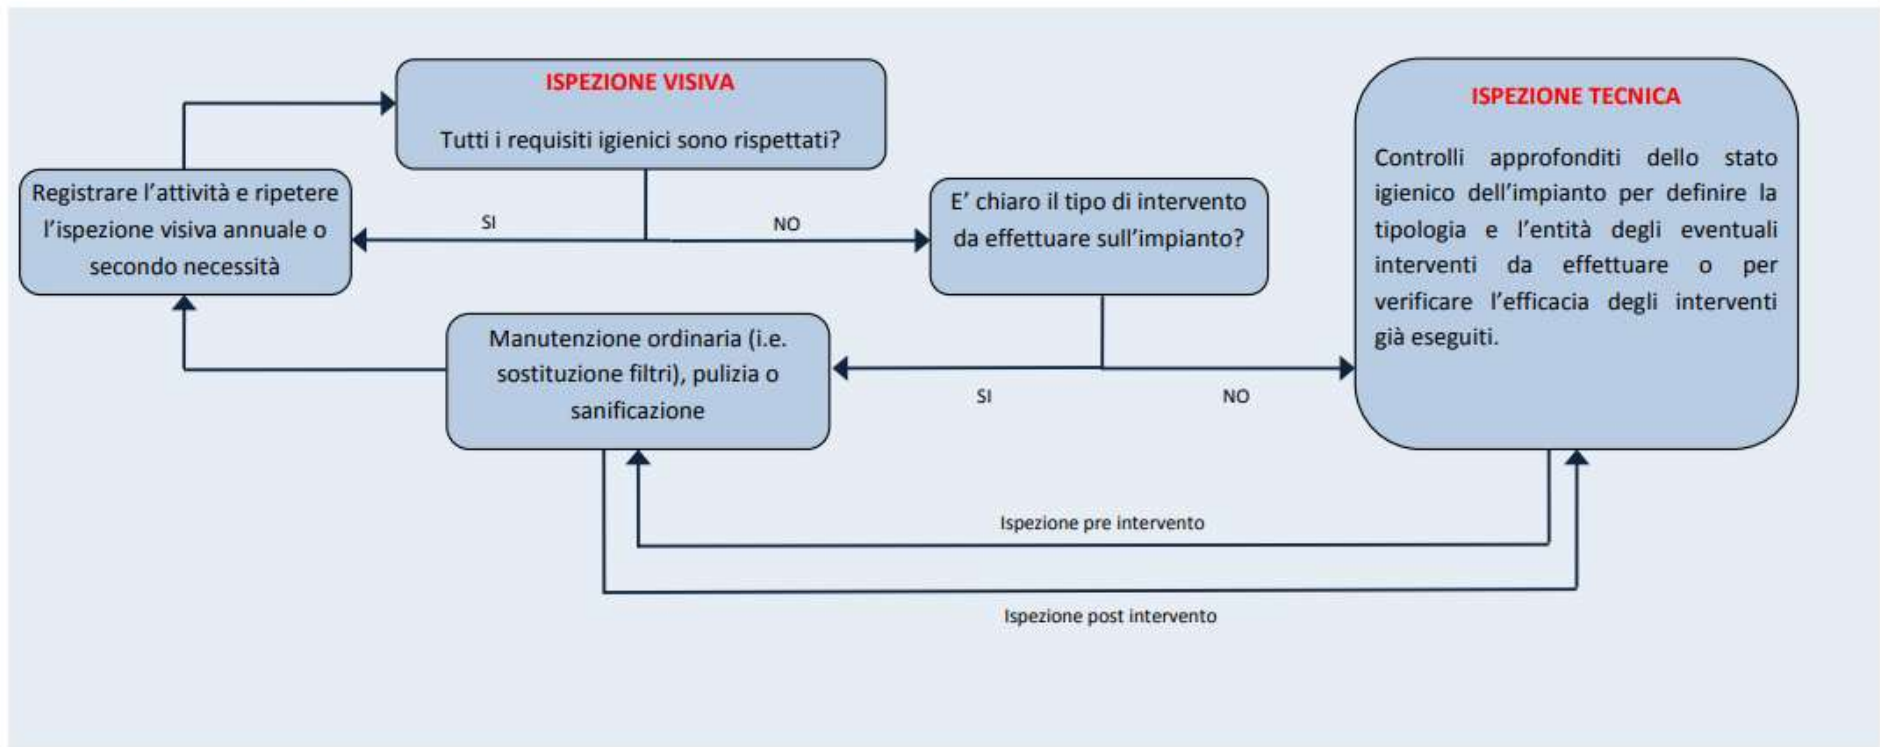 ISPEZIONE VISIVA
Tutti i requisiti igienici sono rispettati?
ISPEZIONE TECNICA
Controlli approfonditi dello stato
igienico dell’impianto per definire la
tipologia e l’entità degli eventuali
interventi da effettuare o per
verificare l’efficacia degli interventi
già eseguiti.
Registrare l’attività e ripetere
l’ispezione visiva annuale o
secondo necessità
SI
NO
E’ chiaro il tipo di intervento
da effettuare sull’impianto?
Manutenzione ordinaria (i.e.
sostituzione filtri), pulizia o
sanificazione
SI
NO
Ispezione pre intervento
Ispezione post intervento